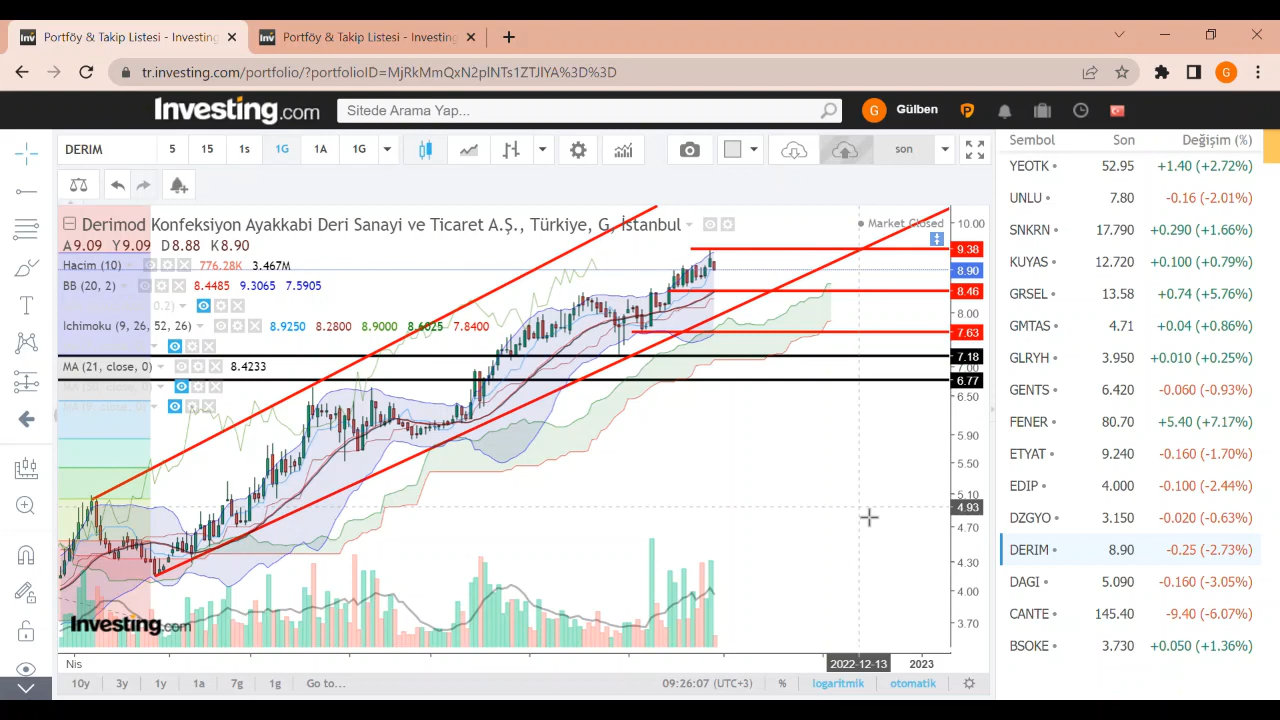 Portföy & Takip Listesi - Investing
Portföy & Takip Listesi - Investing
tr.investing.com/portfolio/?portfolioID=MjRkMmQxN2plNTs1ZTJlYA%3D%3D
G
Investing.com
Sitede Arama Yap...
G
Gülben
P
DERIM
5
15
1s
1G
1A
1G
son
Derimod Konfeksiyon Ayakkabi Deri Sanayi ve Ticaret A.Ş., Türkiye, G, İstanbul
Market Closed
A9.09 Y9.09 D8.88 K8.90
Hacim (10) 776.28K 3.467M
BB (20, 2) 8.4485 9.3065 7.5905
0.2)
Ichimoku (9, 26, 52, 26) 8.9250 8.2800 8.9000 8.6025 7.8400
MA (21, close, 0) 8.4233
MA (9, close, 0)
10.00
9.38
8.90
8.46
8.00
7.63
7.18
7.00
6.77
6.50
5.90
5.50
5.10
4.93
4.70
4.30
4.00
3.70
Investing.com
Nis
2022-12-13
2023
10y
3y
1y
1a
7g
1g
Go to...
09:26:07 (UTC+3)
%
logaritmik
otomatik
Sembol Son Değişim (%)
YEOTK 52.95 +1.40 (+2.72%)
UNLU 7.80 -0.16 (-2.01%)
SNKRN 17.790 +0.290 (+1.66%)
KUYAS 12.720 +0.100 (+0.79%)
GRSEL 13.58 +0.74 (+5.76%)
GMTAS 4.71 +0.04 (+0.86%)
GLRYH 3.950 +0.010 (+0.25%)
GENTS 6.420 -0.060 (-0.93%)
FENER 80.70 +5.40 (+7.17%)
ETYAT 9.240 -0.160 (-1.70%)
EDIP 4.000 -0.100 (-2.44%)
DZGYO 3.150 -0.020 (-0.63%)
DERIM 8.90 -0.25 (-2.73%)
DAGI 5.090 -0.160 (-3.05%)
CANTE 145.40 -9.40 (-6.07%)
BSOKE 3.730 +0.050 (+1.36%)